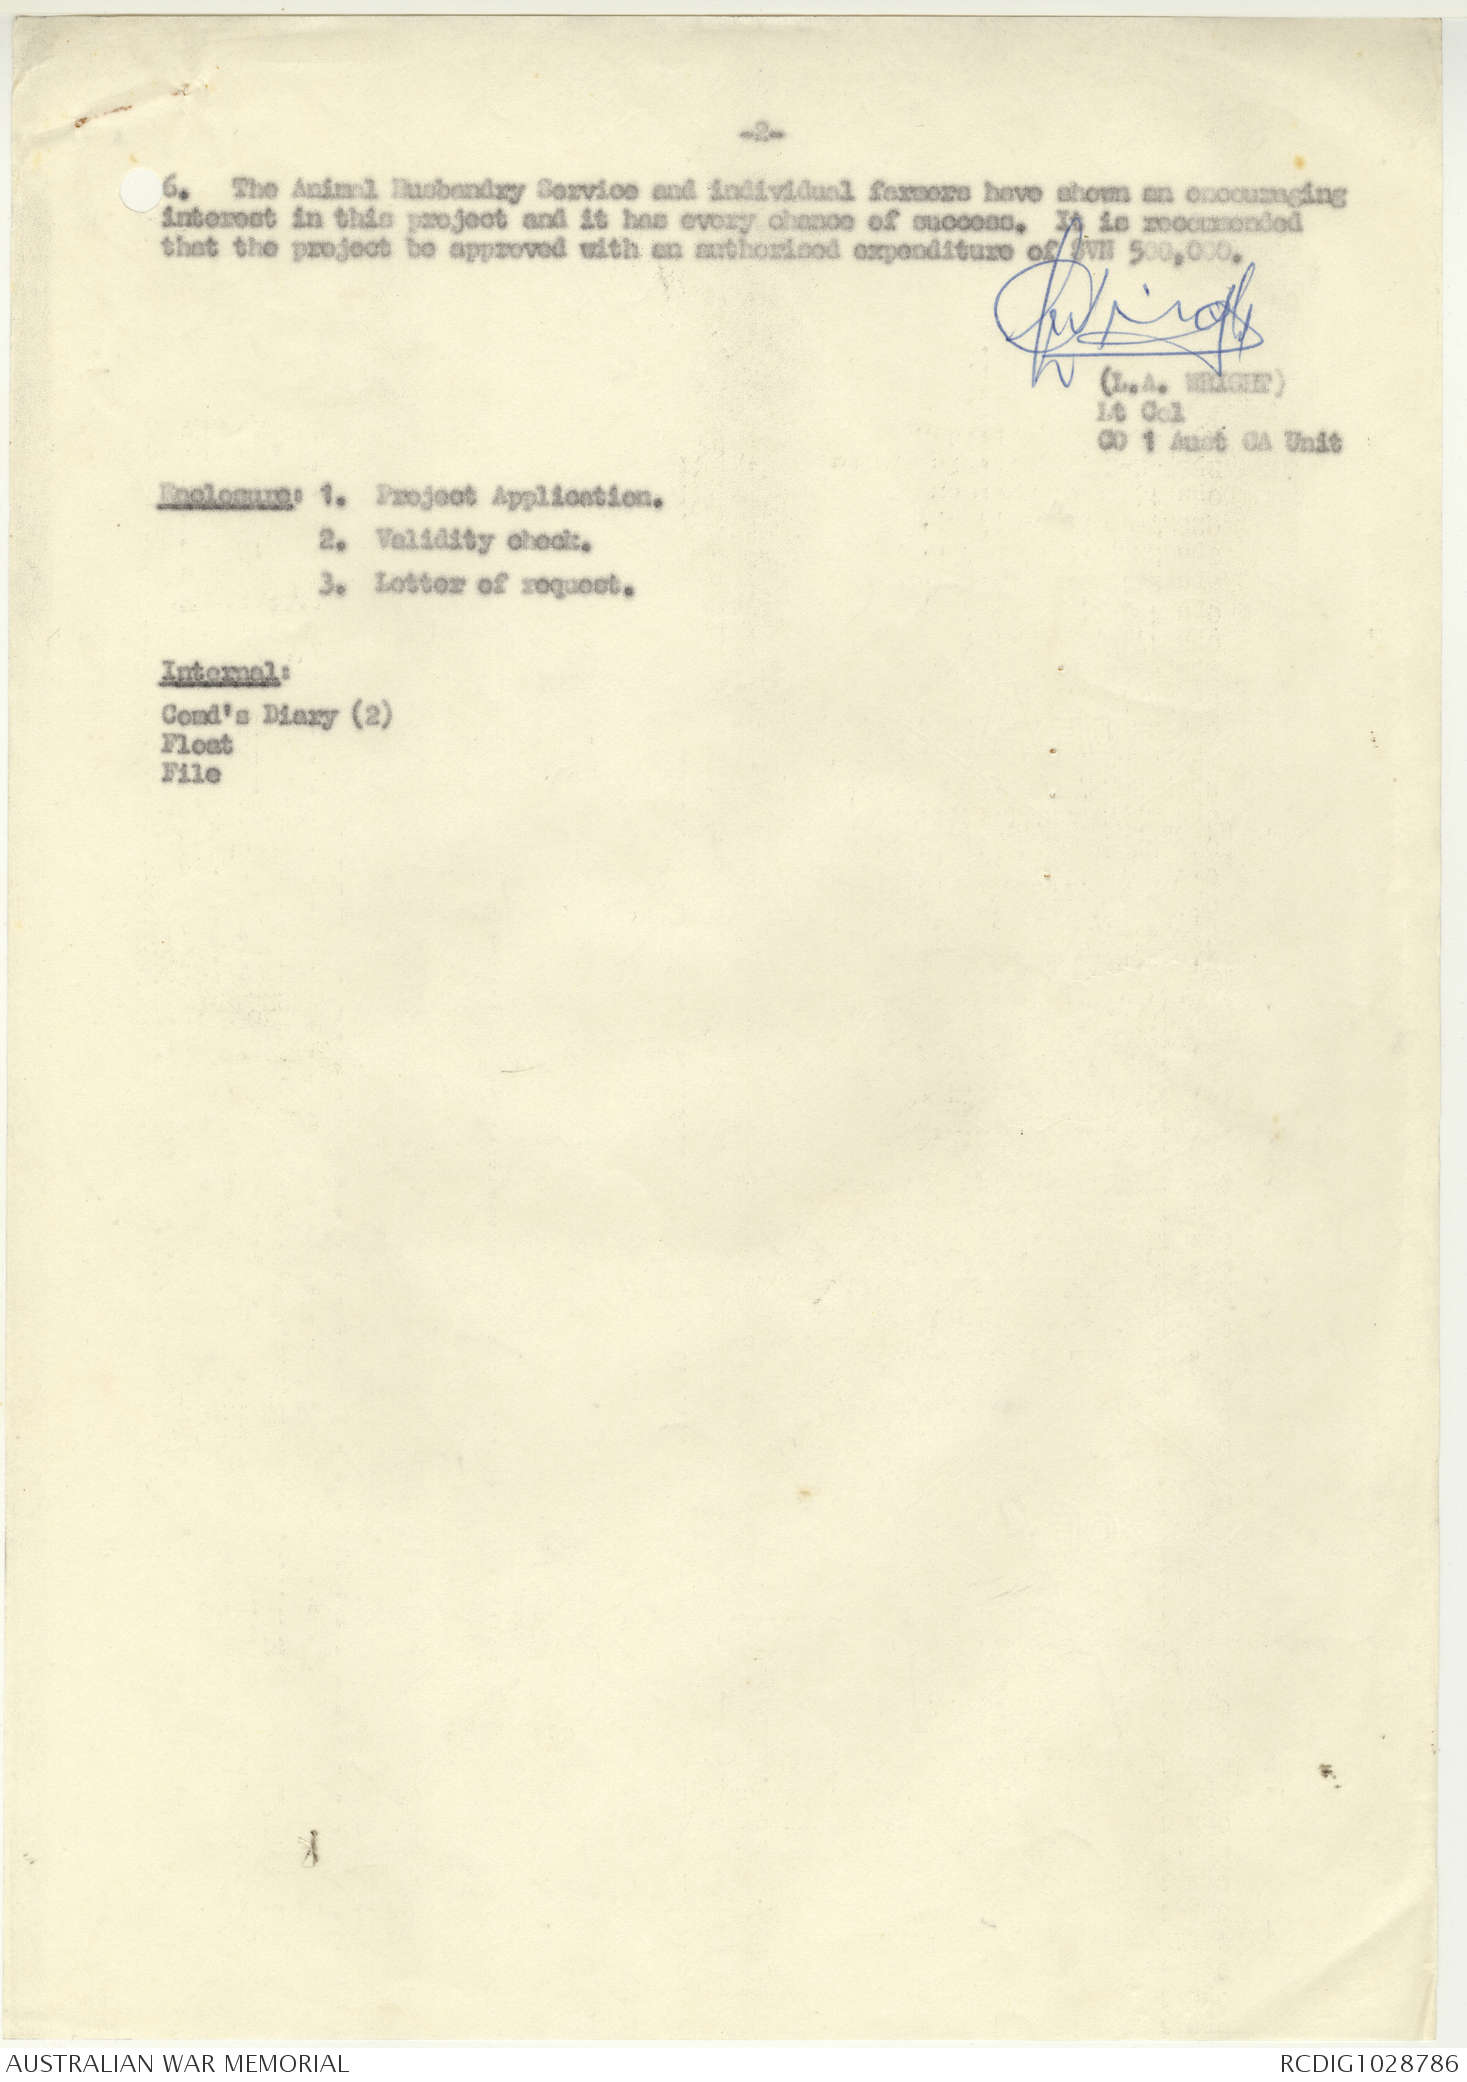 -2-
6. The Animal Husbandry Service and individual farmers have shown an encouraging
interest in this project and it has every chance of success. It is recommended
that the project be approved with an authorised expenditure of $VN 500,000.
(L.A. WRIGHT)
Lt Col
CO 1 Aust CA Unit
Enclosure: 1. Project Application.
2. Validity check.
3. Letter of request.
Internal:
Comd's Diary (2)
Float
File
AUSTRALIAN WAR MEMORIAL
RCDIG1028786